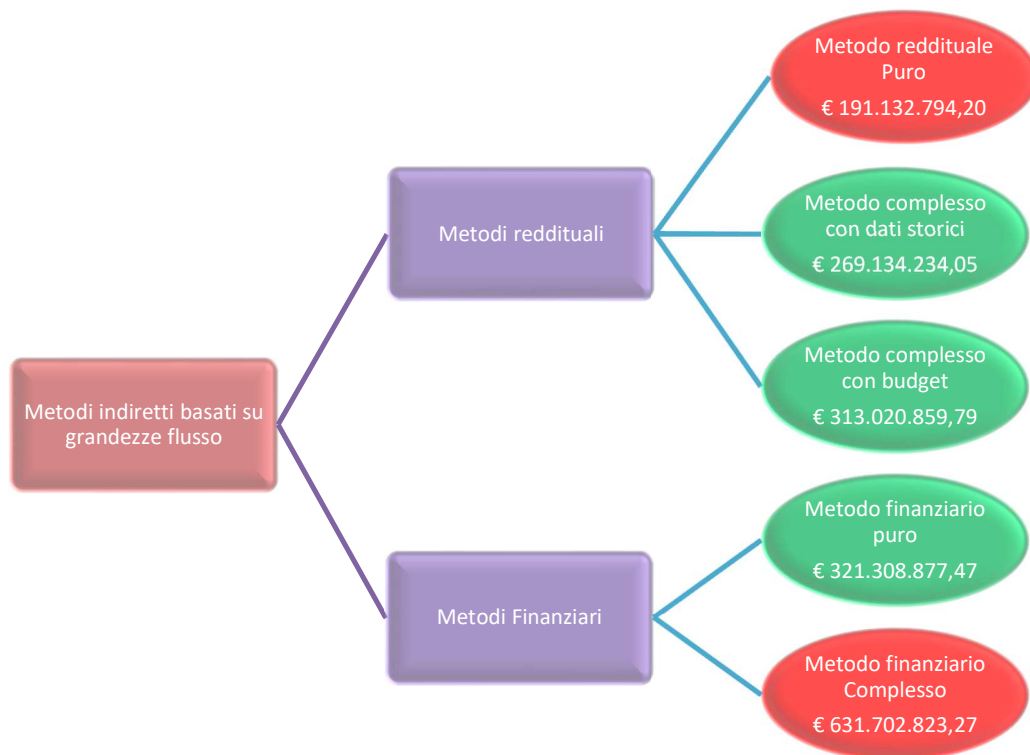 Metodo reddituale
Puro
€ 191.132.794,20
Metodi reddituali
Metodo complesso
con dati storici
€ 269.134.234,05
Metodo complesso
con budget
€ 313.020.859,79
Metodi indiretti basati su
grandezze flusso
Metodo finanziario
puro
€ 321.308.877,47
Metodi Finanziari
Metodo finanziario
Complesso
€ 631.702.823,27